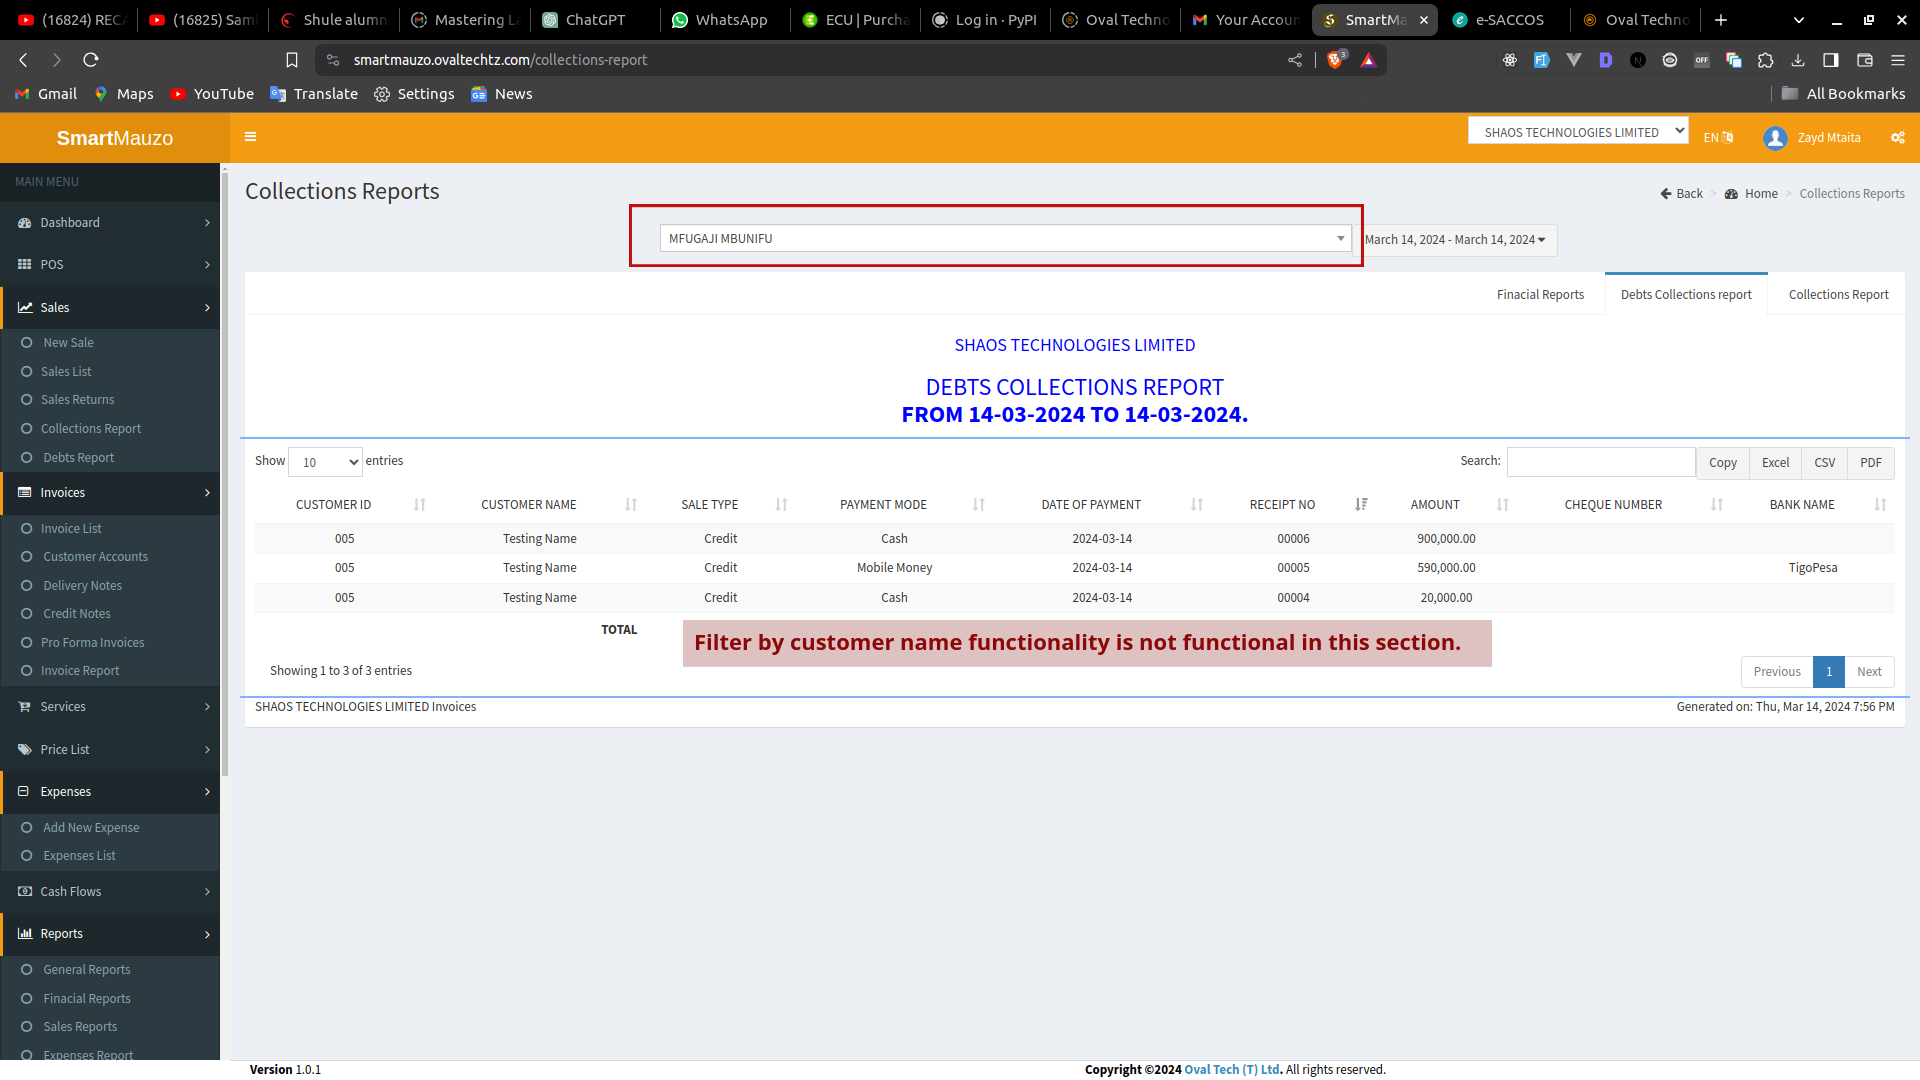 (16824) RECA
(16825) Sami
Shule alumn
Mastering La
ChatGPT
WhatsApp
ECU | Purcha
Log in · PyPI
Oval Techno
Your Accoun
SmartMa
e-SACCOS
Oval Techno
smartmauzo.ovaltechtz.com/collections-report
3
OFF
Gmail
Maps
YouTube
Translate
Settings
News
All Bookmarks
SmartMauzo
SHAOS TECHNOLOGIES LIMITED
EN
Zayd Mtaita
MAIN MENU
Dashboard
POS
Sales
New Sale
Sales List
Sales Returns
Collections Report
Debts Report
Invoices
Invoice List
Customer Accounts
Delivery Notes
Credit Notes
Pro Forma Invoices
Invoice Report
Services
Price List
Expenses
Add New Expense
Expenses List
Cash Flows
Reports
General Reports
Finacial Reports
Sales Reports
Expenses Report
Collections Reports
Back > Home > Collections Reports
MFUGAJI MBUNIFU
March 14, 2024 - March 14, 2024
Finacial Reports
Debts Collections report
Collections Report
SHAOS TECHNOLOGIES LIMITED
DEBTS COLLECTIONS REPORT
FROM 14-03-2024 TO 14-03-2024.
Show 10 entries
Search:
Copy Excel CSV PDF
CUSTOMER ID CUSTOMER NAME SALE TYPE PAYMENT MODE DATE OF PAYMENT RECEIPT NO AMOUNT CHEQUE NUMBER BANK NAME
005 Testing Name Credit Cash 2024-03-14 00006 900,000.00
005 Testing Name Credit Mobile Money 2024-03-14 00005 590,000.00 TigoPesa
005 Testing Name Credit Cash 2024-03-14 00004 20,000.00
TOTAL
Filter by customer name functionality is not functional in this section.
Showing 1 to 3 of 3 entries
Previous 1 Next
SHAOS TECHNOLOGIES LIMITED Invoices
Generated on: Thu, Mar 14, 2024 7:56 PM
Version 1.0.1
Copyright ©2024 Oval Tech (T) Ltd. All rights reserved.